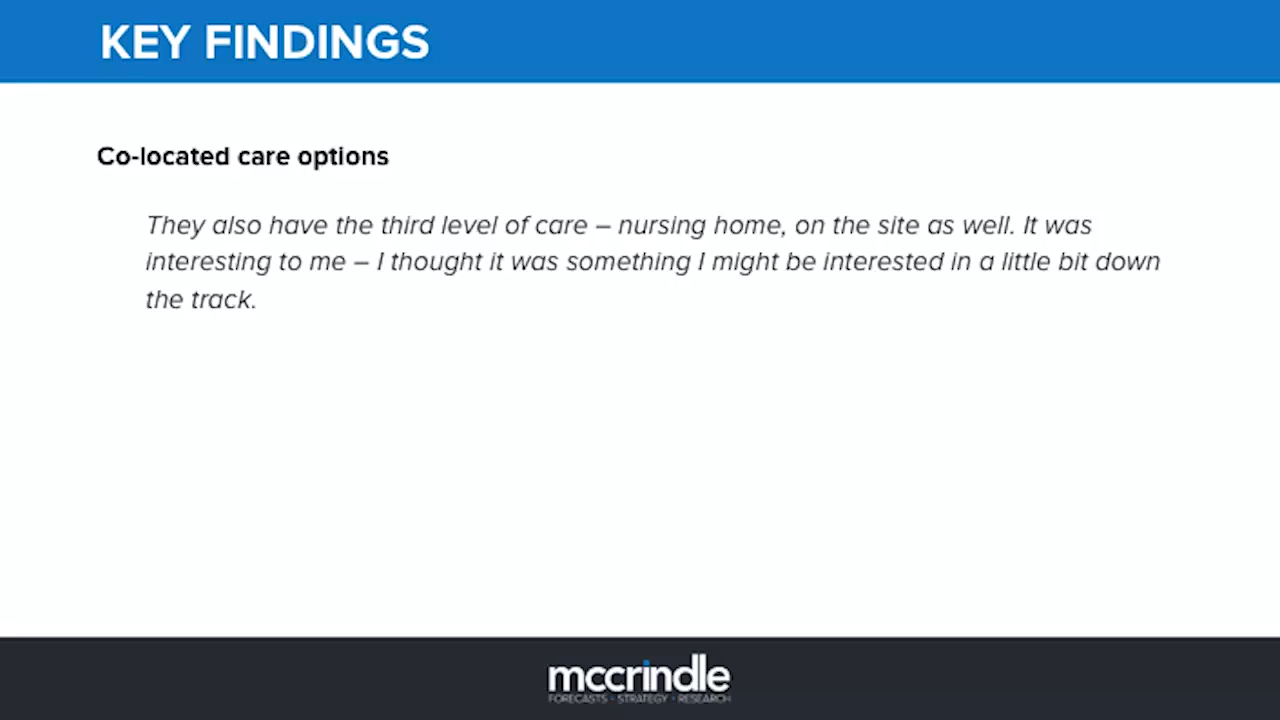 KEY FINDINGS
Co-located care options
They also have the third level of care – nursing home, on the site as well. It was
interesting to me – I thought it was something I might be interested in a little bit down
the track.
mccrindle
FORECASTS · STRATEGY · RESEARCH